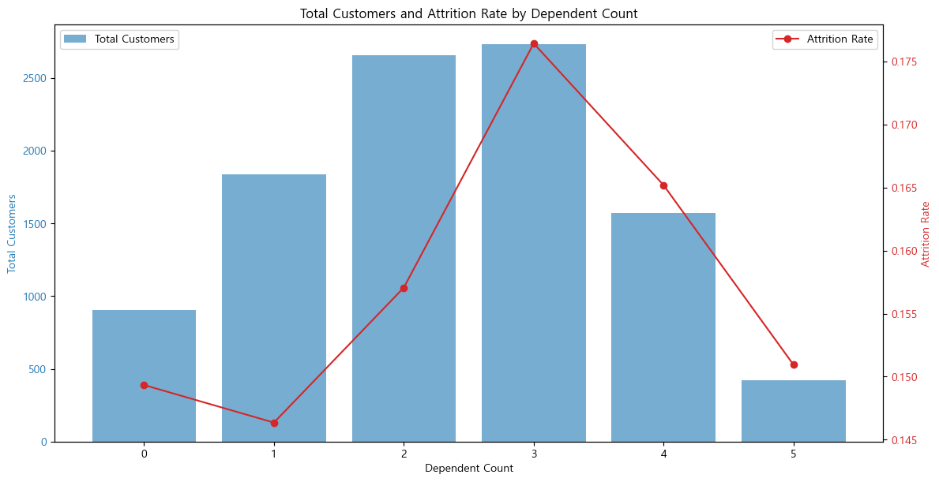 Total Customers and Attrition Rate by Dependent Count
Total Customers
Attrition Rate
Total Customers
2500
2000
1500
1000
500
0
0 1 2 3 4 5
Dependent Count
0.175
0.170
0.165
0.160
0.155
0.150
0.145
Attrition Rate